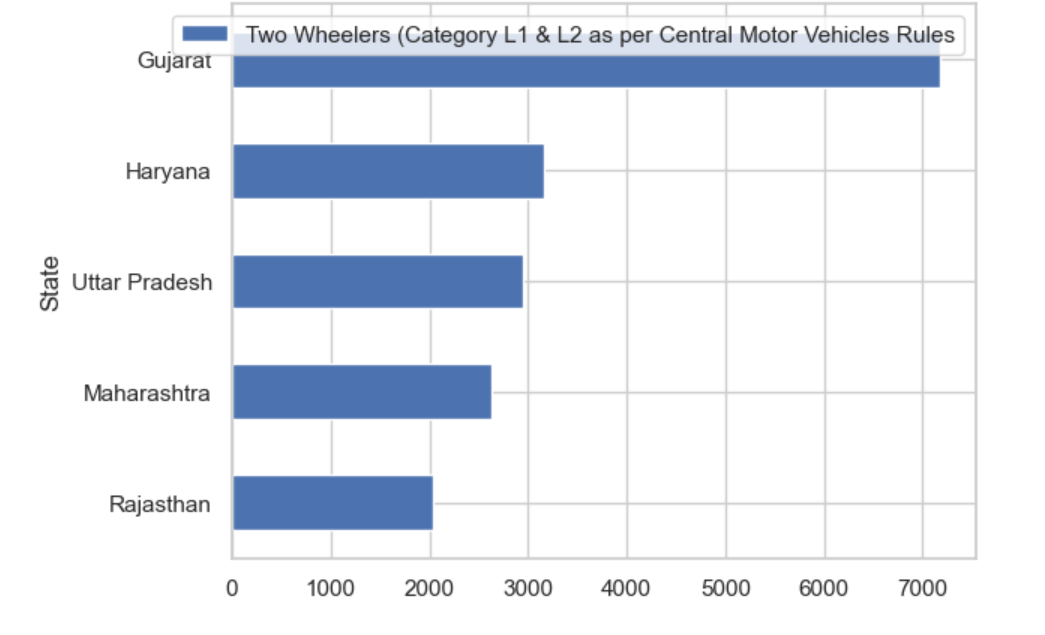 Two Wheelers (Category L1 & L2 as per Central Motor Vehicles Rules
Gujarat
Haryana
Uttar Pradesh
Maharashtra
Rajasthan
State
0 1000 2000 3000 4000 5000 6000 7000